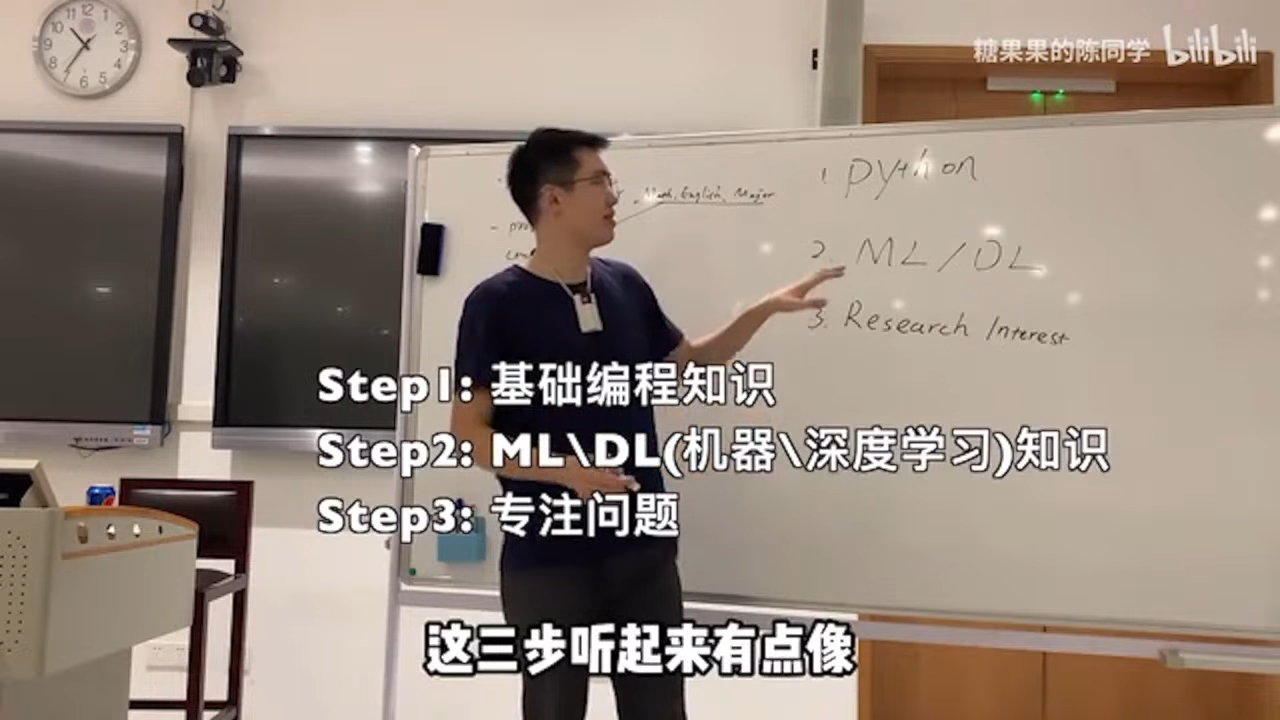 糖果果的陈同学 bilibili
1. python
Math, English, Major
2. ML/DL
3. Research Interest
Step1: 基础编程知识
Step2: ML\DL(机器\深度学习)知识
Step3: 专注问题
这三步听起来有点像